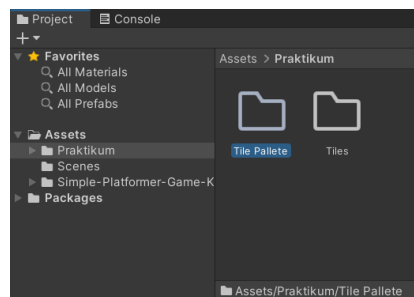 Project
Console
Favorites
All Materials
All Models
All Prefabs
Assets
Praktikum
Scenes
Simple-Platformer-Game-K
Packages
Assets > Praktikum
Tile Pallete
Tiles
Assets/Praktikum/Tile Pallete